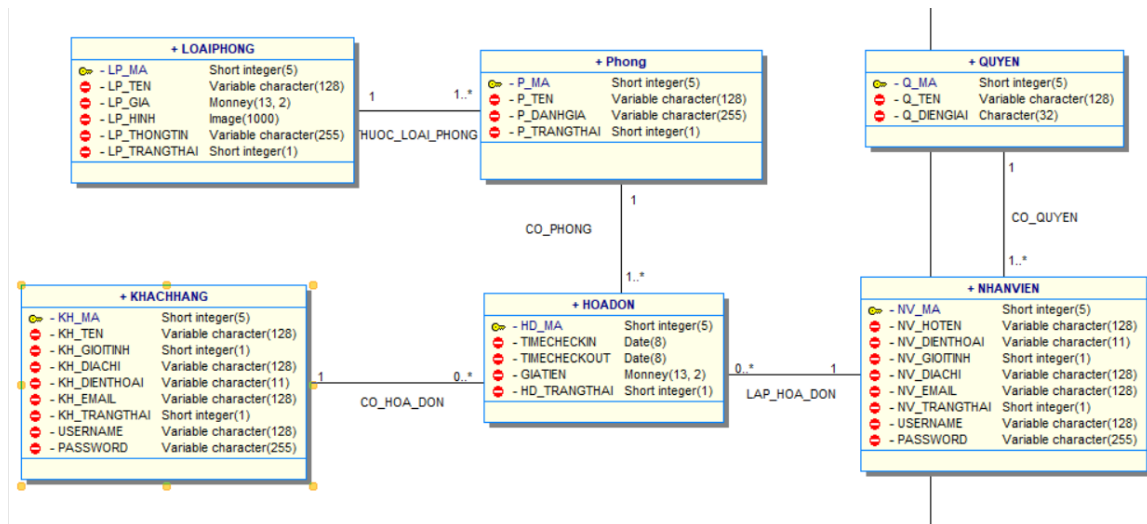 + LOAIPHONG
- LP_MA Short integer(5)
- LP_TEN Variable character(128)
- LP_GIA Monney(13, 2)
- LP_HINH Image(1000)
- LP_THONGTIN Variable character(255)
- LP_TRANGTHAI Short integer(1)
1 1..*
THUOC_LOAI_PHONG
+ Phong
- P_MA Short integer(5)
- P_TEN Variable character(128)
- P_DANHGIA Variable character(255)
- P_TRANGTHAI Short integer(1)
+ QUYEN
- Q_MA Short integer(5)
- Q_TEN Variable character(128)
- Q_DIENGIAI Character(32)
1
CO_PHONG
1..*
1
CO_QUYEN
1..*
+ KHACHHANG
- KH_MA Short integer(5)
- KH_TEN Variable character(128)
- KH_GIOITINH Short integer(1)
- KH_DIACHI Variable character(128)
- KH_DIENTHOAI Variable character(11)
- KH_EMAIL Variable character(128)
- KH_TRANGTHAI Short integer(1)
- USERNAME Variable character(128)
- PASSWORD Variable character(255)
1 0..*
CO_HOA_DON
+ HOADON
- HD_MA Short integer(5)
- TIMECHECKIN Date(8)
- TIMECHECKOUT Date(8)
- GIATIEN Monney(13, 2)
- HD_TRANGTHAI Short integer(1)
0..* 1
LAP_HOA_DON
+ NHANVIEN
- NV_MA Short integer(5)
- NV_HOTEN Variable character(128)
- NV_DIENTHOAI Variable character(11)
- NV_GIOITINH Short integer(1)
- NV_DIACHI Variable character(128)
- NV_EMAIL Variable character(128)
- NV_TRANGTHAI Short integer(1)
- USERNAME Variable character(128)
- PASSWORD Variable character(255)